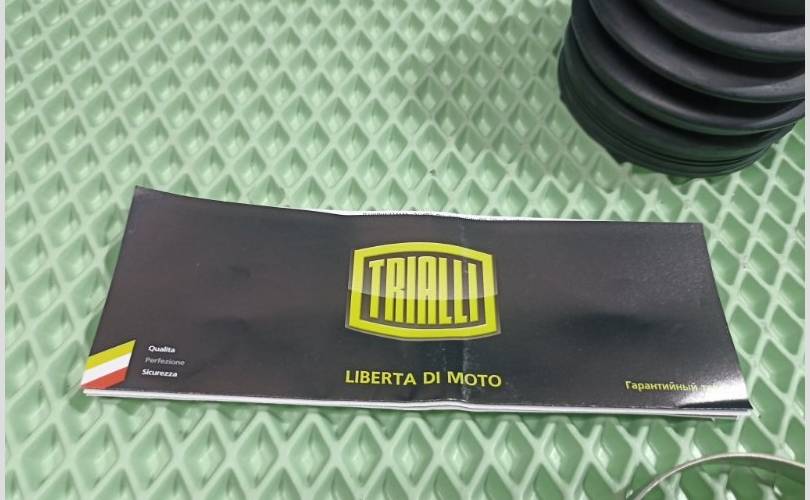 TRIALLI
Qualita
Perfezione
Sicurezza
LIBERTA DI MOTO
Гарантийный